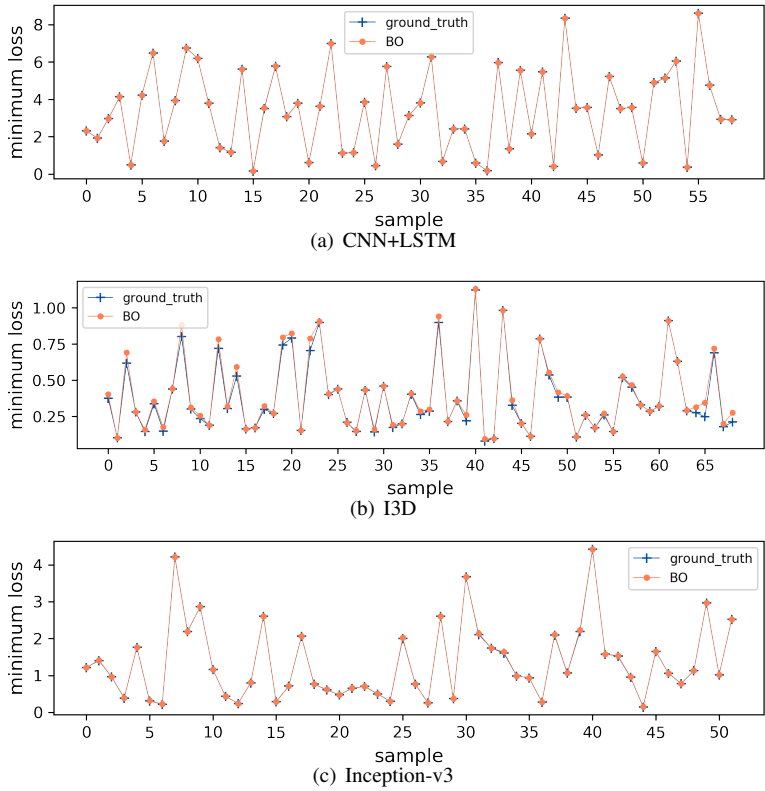 minimum loss
8
6
4
2
0
ground_truth
BO
0 5 10 15 20 25 30 35 40 45 50 55
sample
(a) CNN+LSTM
minimum loss
1.00
0.75
0.50
0.25
ground_truth
BO
0 5 10 15 20 25 30 35 40 45 50 55 60 65
sample
(b) I3D
minimum loss
4
3
2
1
0
ground_truth
BO
0 5 10 15 20 25 30 35 40 45 50
sample
(c) Inception-v3